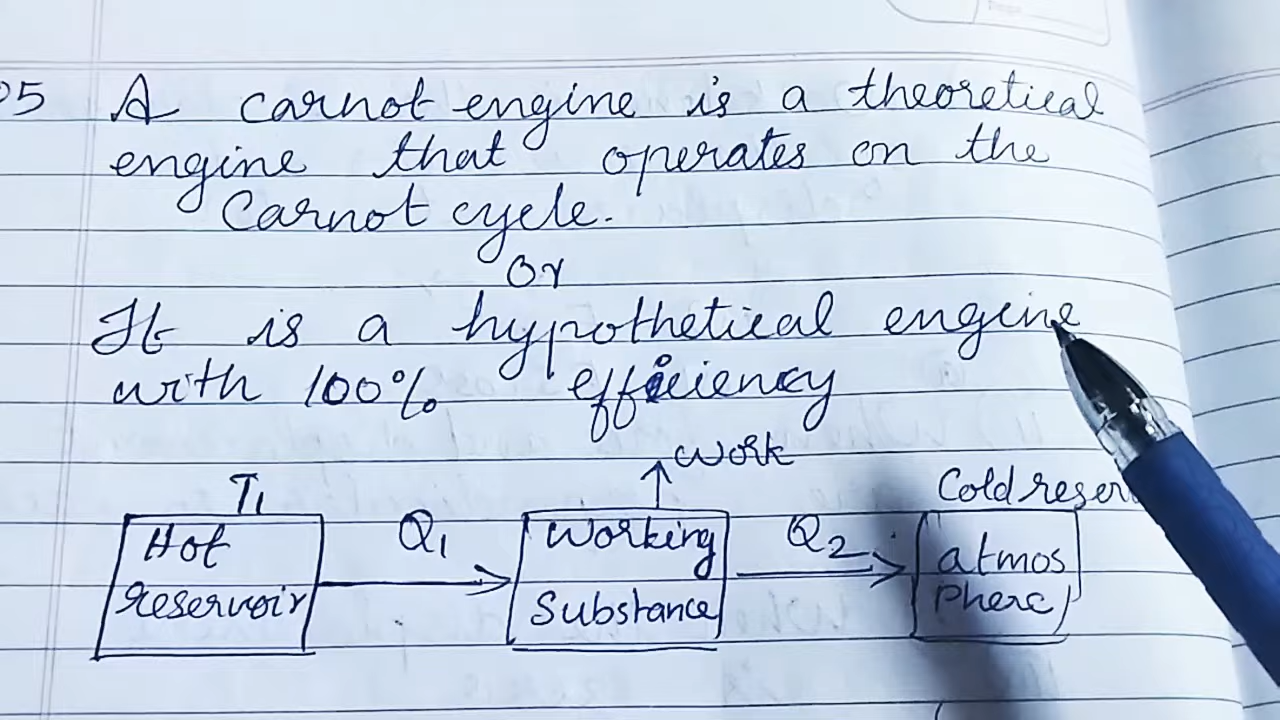 05 A carnot engine is a theoretical
engine that operates on the
Carnot cycle.
Or
It is a hypothetical engine
with 100% efficiency
Work
T1 Cold reser
Hot Q1 Working Q2 atmos
reservoir Substance Phere